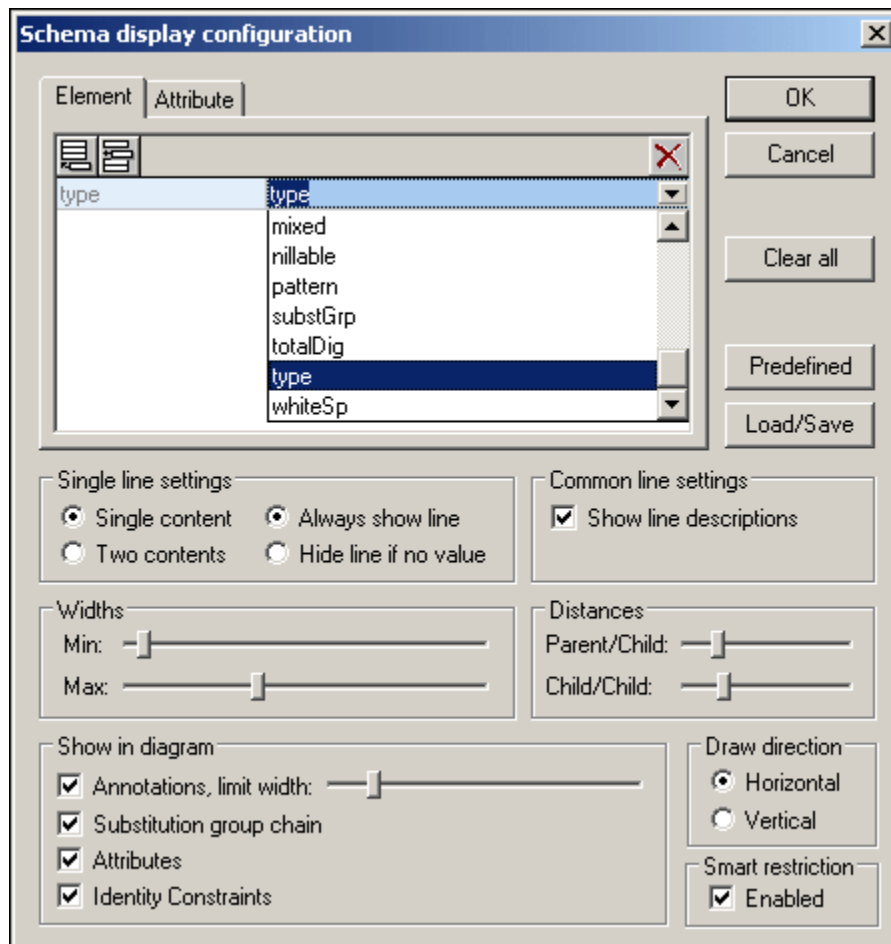 Schema display configuration
Element Attribute
OK
Cancel
type type
mixed
nillable
pattern
substGrp
totalDig
type
whiteSp
Clear all
Predefined
Load/Save
Single line settings
Single content Always show line
Two contents Hide line if no value
Common line settings
Show line descriptions
Widths
Min:
Max:
Distances
Parent/Child:
Child/Child:
Show in diagram
Annotations, limit width:
Substitution group chain
Attributes
Identity Constraints
Draw direction
Horizontal
Vertical
Smart restriction
Enabled